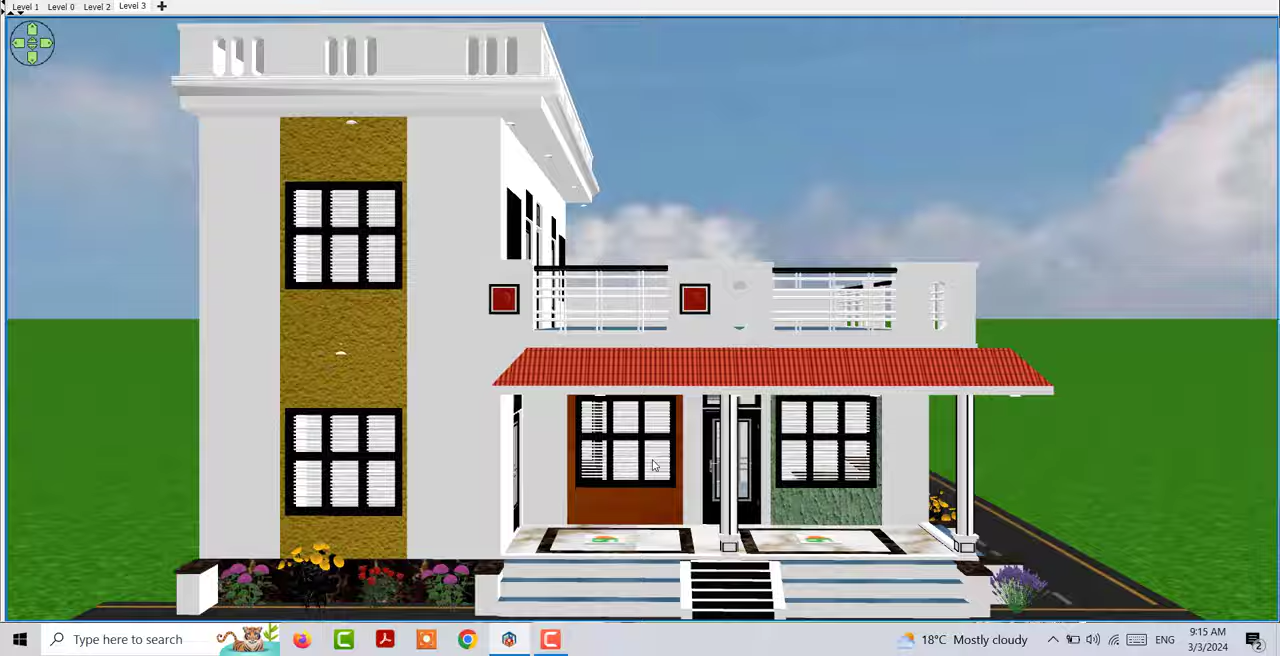 Level 1 Level 0 Level 2 Level 3
Type here to search
18°C Mostly cloudy
ENG
9:15 AM
3/3/2024
2